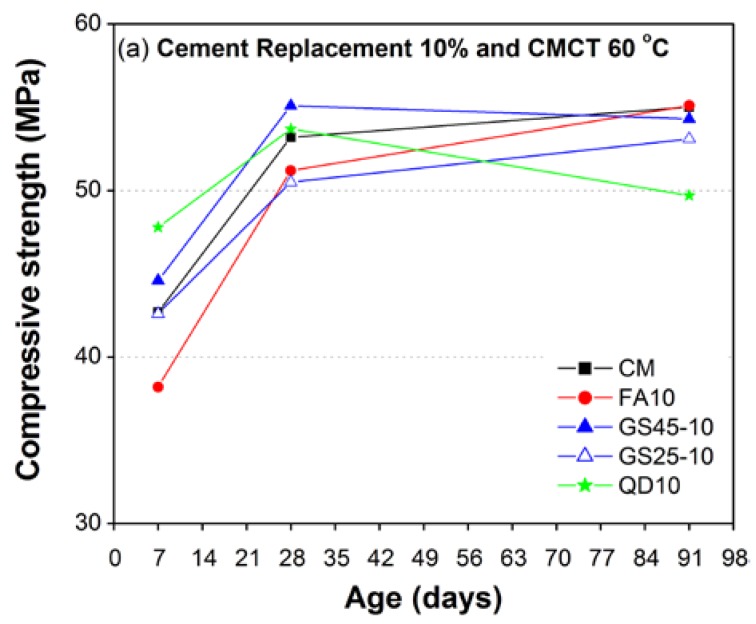 (a) Cement Replacement 10% and CMCT 60 °C
Compressive strength (MPa)
60
50
40
30
CM
FA10
GS45-10
GS25-10
QD10
0 7 14 21 28 35 42 49 56 63 70 77 84 91 98
Age (days)